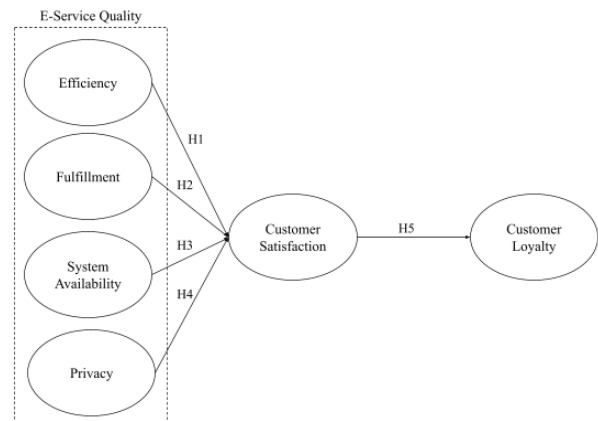 E-Service Quality
Efficiency
H1
Fulfillment
H2
Customer
Satisfaction
H5
Customer
Loyalty
System
Availability
H3
H4
Privacy